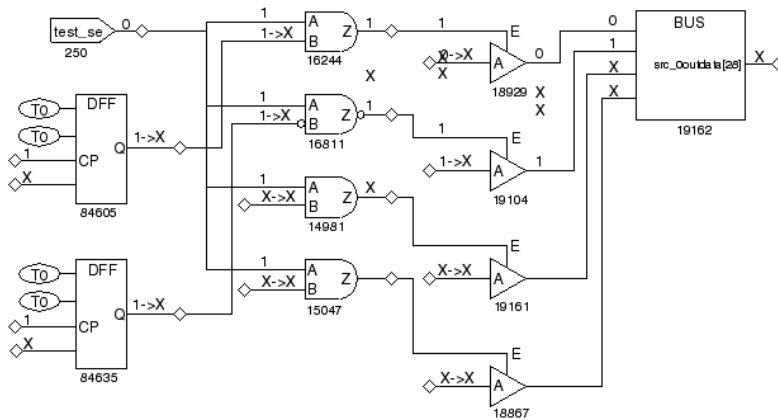 test_se 0
250
1 A 1 1 E
1->X B Z
16244
0->X A 0
X
18929
0 BUS
1 src_0outdata[28] X
X
X
19162
X
X
X
T0 DFF
T0
1 CP Q 1->X
X
84605
1 A 1 1 E
1->X B Z
16811
1->X A 1
19104
1 A X
X->X B Z
14981
E
X->X A X
19161
T0 DFF
T0
1 CP Q 1->X
X
84635
1 A
X->X B Z
15047
E
X->X A
18867